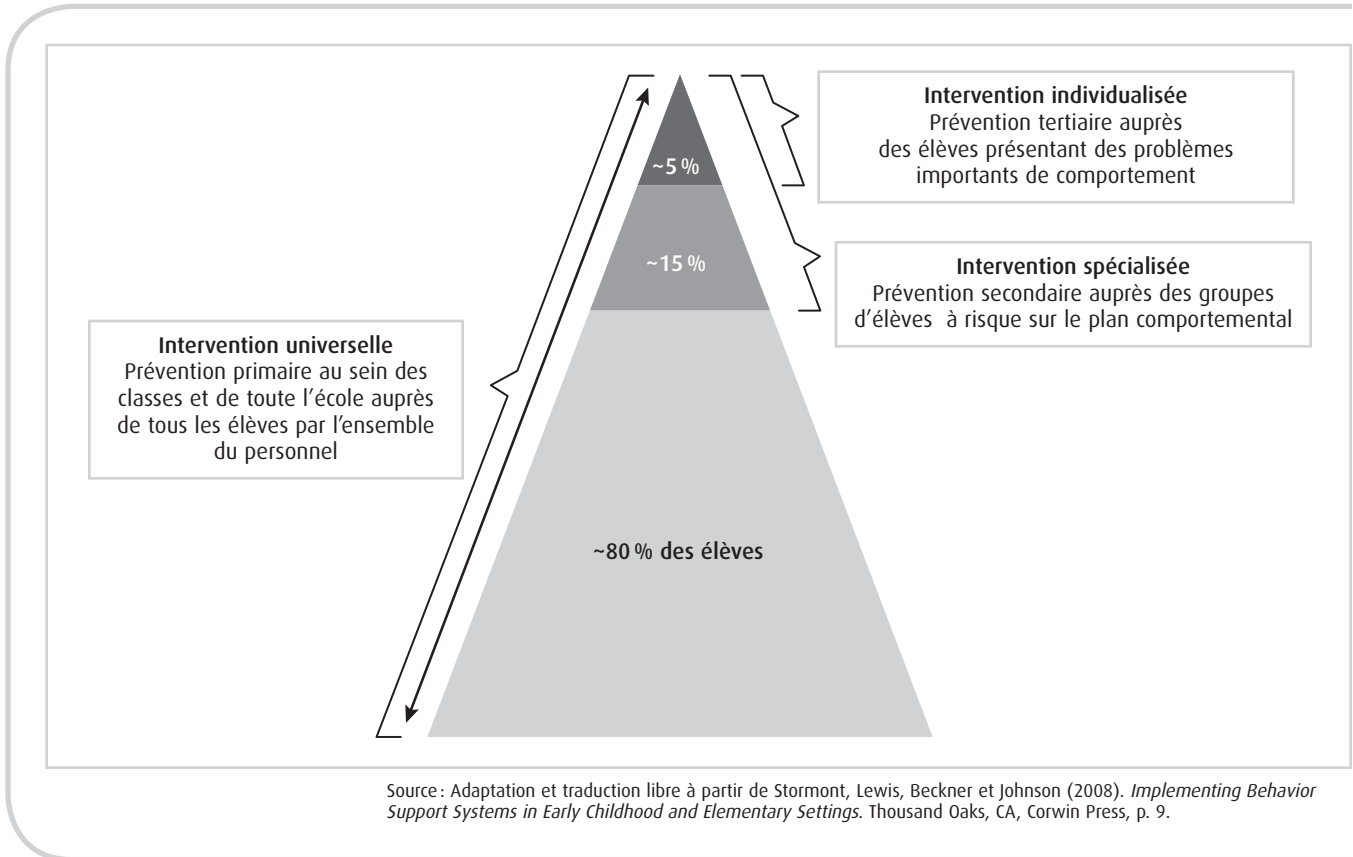 Intervention individualisée
Prévention tertiaire auprès
des élèves présentant des problèmes
importants de comportement
~5 %
~15 %
Intervention spécialisée
Prévention secondaire auprès des groupes
d'élèves à risque sur le plan comportemental
Intervention universelle
Prévention primaire au sein des
classes et de toute l'école auprès
de tous les élèves par l'ensemble
du personnel
~80 % des élèves
Source : Adaptation et traduction libre à partir de Stormont, Lewis, Beckner et Johnson (2008). Implementing Behavior
Support Systems in Early Childhood and Elementary Settings. Thousand Oaks, CA, Corwin Press, p. 9.